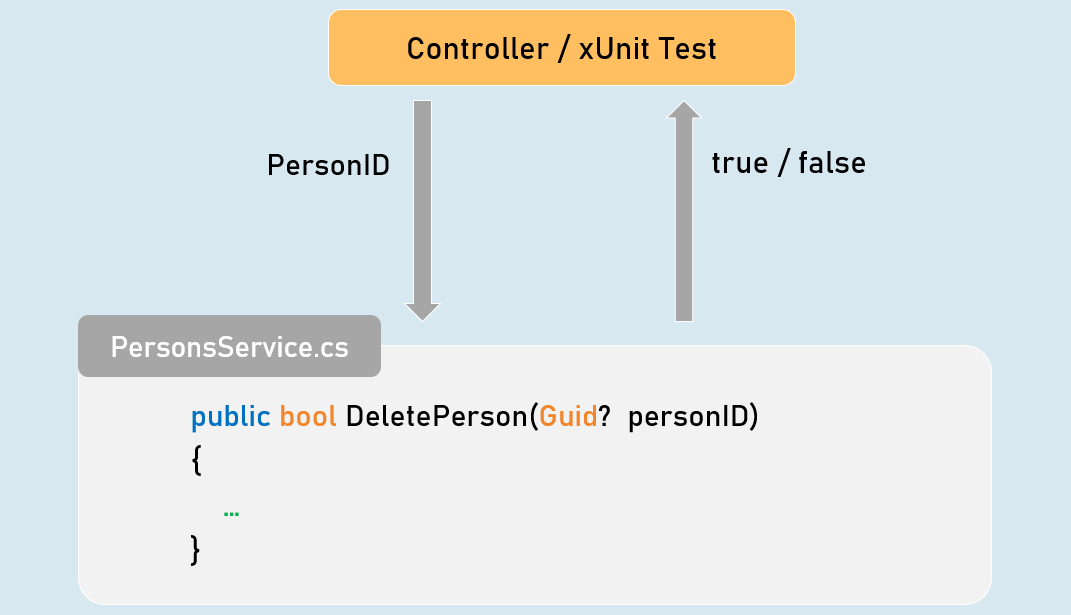 Controller / xUnit Test
PersonID
true / false
PersonsService.cs
public bool DeletePerson(Guid?  personID)
{
…
}